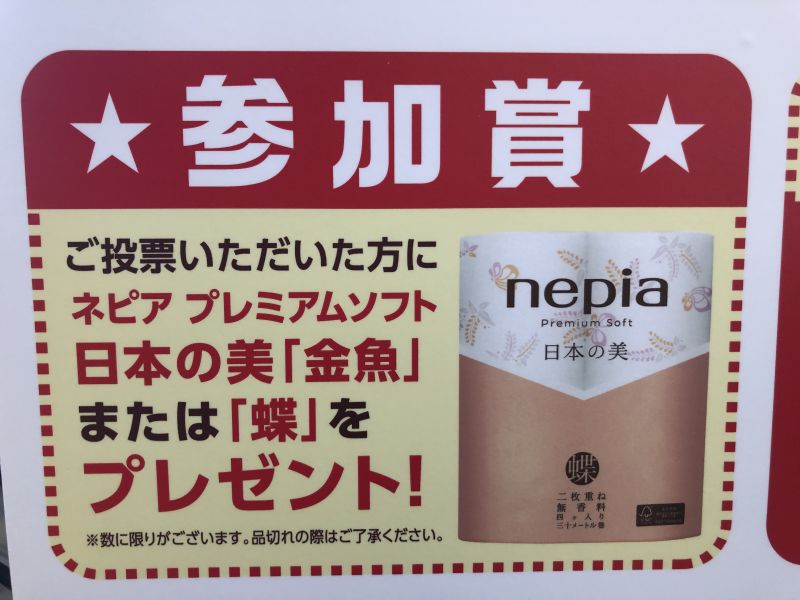 ★参加賞★
ご投票いただいた方に
ネピア プレミアムソフト
日本の美「金魚」
または「蝶」を
プレゼント!
※数に限りがございます。品切れの際はご了承ください。
nepia
Premium Soft
日本の美
蝶
二枚重ね
無香料
四ヶ入り
三十メートル巻
FSC